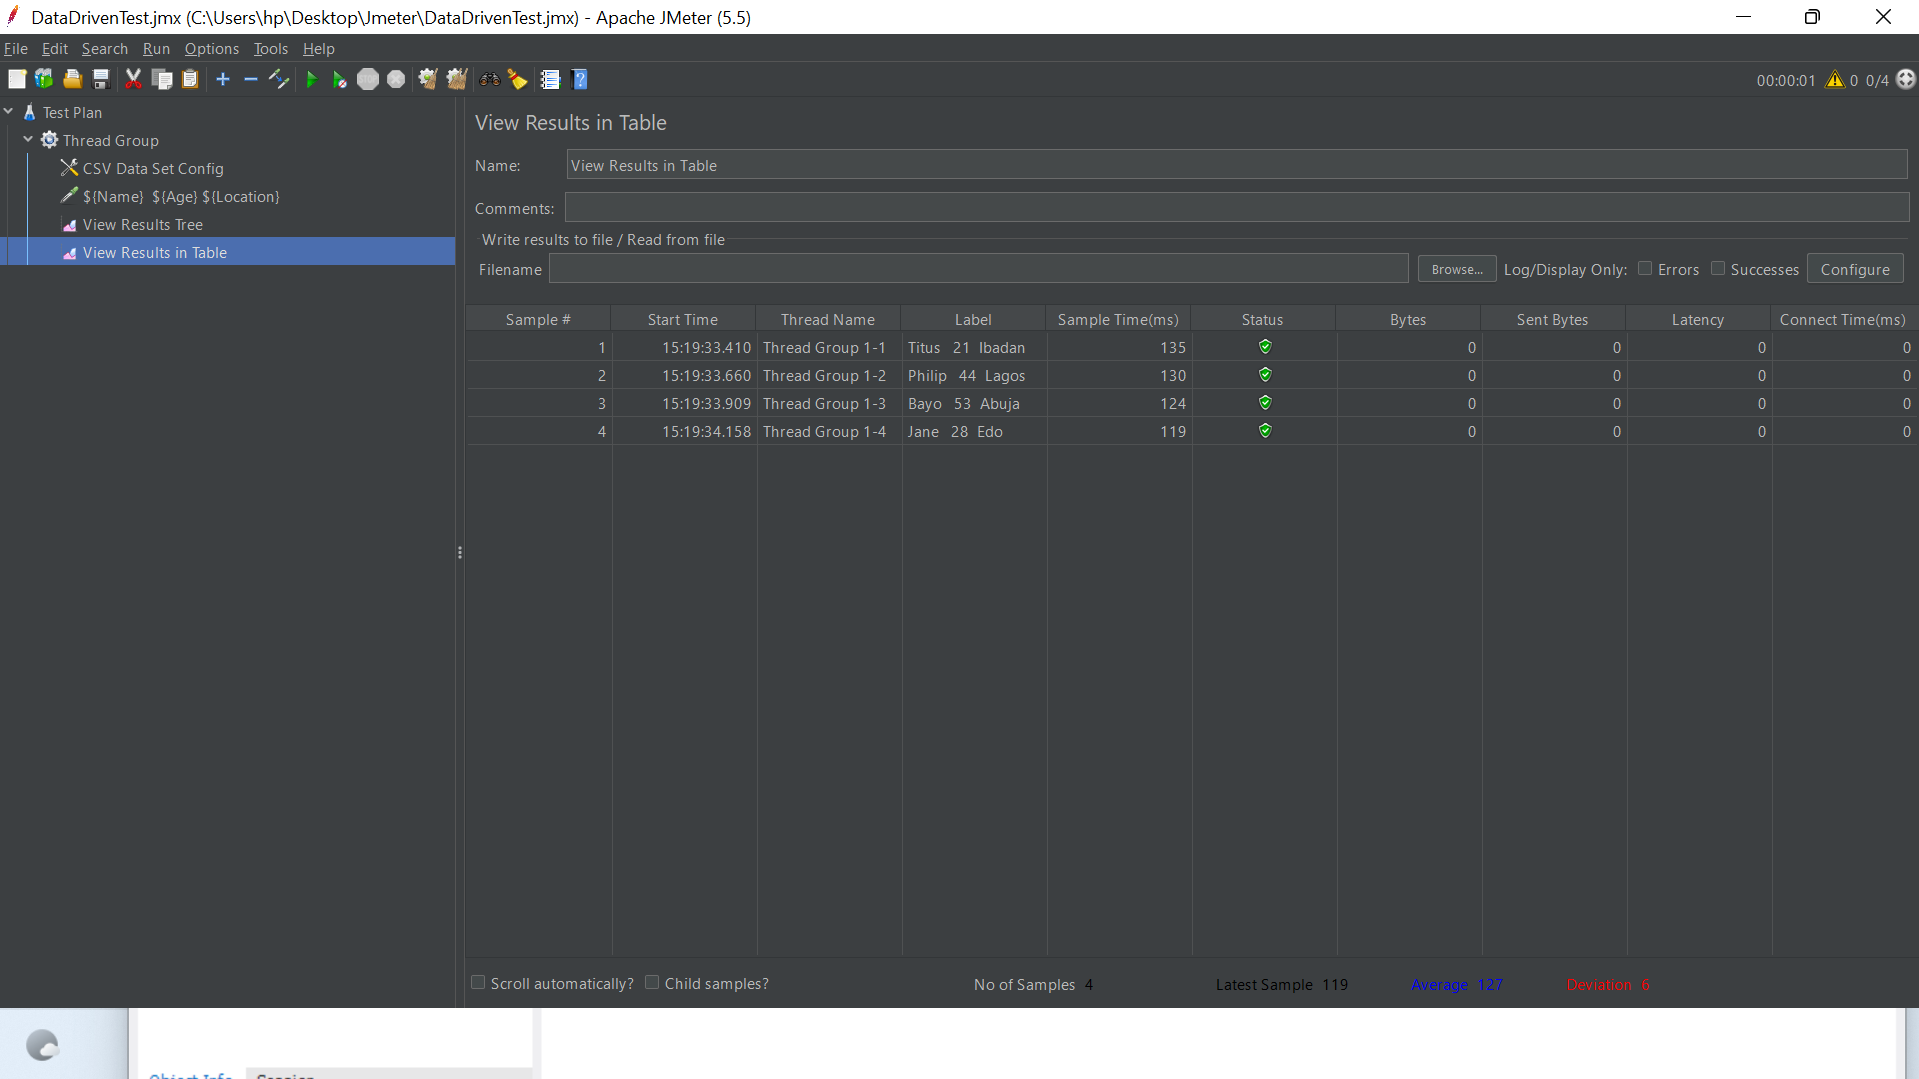 DataDrivenTest.jmx (C:\Users\hp\Desktop\Jmeter\DataDrivenTest.jmx) - Apache JMeter (5.5)
File Edit Search Run Options Tools Help
00:00:01 0 0/4
Test Plan
Thread Group
CSV Data Set Config
${Name} ${Age} ${Location}
View Results Tree
View Results in Table
View Results in Table
Name: View Results in Table
Comments:
Write results to file / Read from file
Filename Browse... Log/Display Only: Errors Successes Configure
Sample # Start Time Thread Name Label Sample Time(ms) Status Bytes Sent Bytes Latency Connect Time(ms)
1 15:19:33.410 Thread Group 1-1 Titus 21 Ibadan 135 0 0 0 0
2 15:19:33.660 Thread Group 1-2 Philip 44 Lagos 130 0 0 0 0
3 15:19:33.909 Thread Group 1-3 Bayo 53 Abuja 124 0 0 0 0
4 15:19:34.158 Thread Group 1-4 Jane 28 Edo 119 0 0 0 0
Scroll automatically? Child samples? No of Samples 4 Latest Sample 119 Average 127 Deviation 6